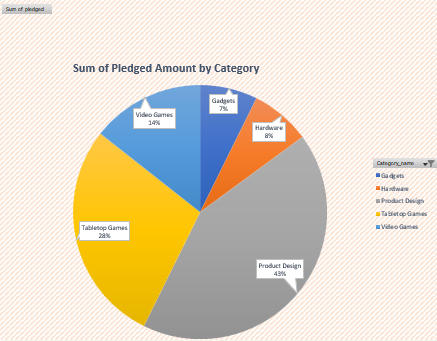 Sum of pledged
Sum of Pledged Amount by Category
Gadgets
7%
Video Games
14%
Hardware
8%
Tabletop Games
28%
Product Design
43%
Category_name
Gadgets
Hardware
Product Design
Tabletop Games
Video Games